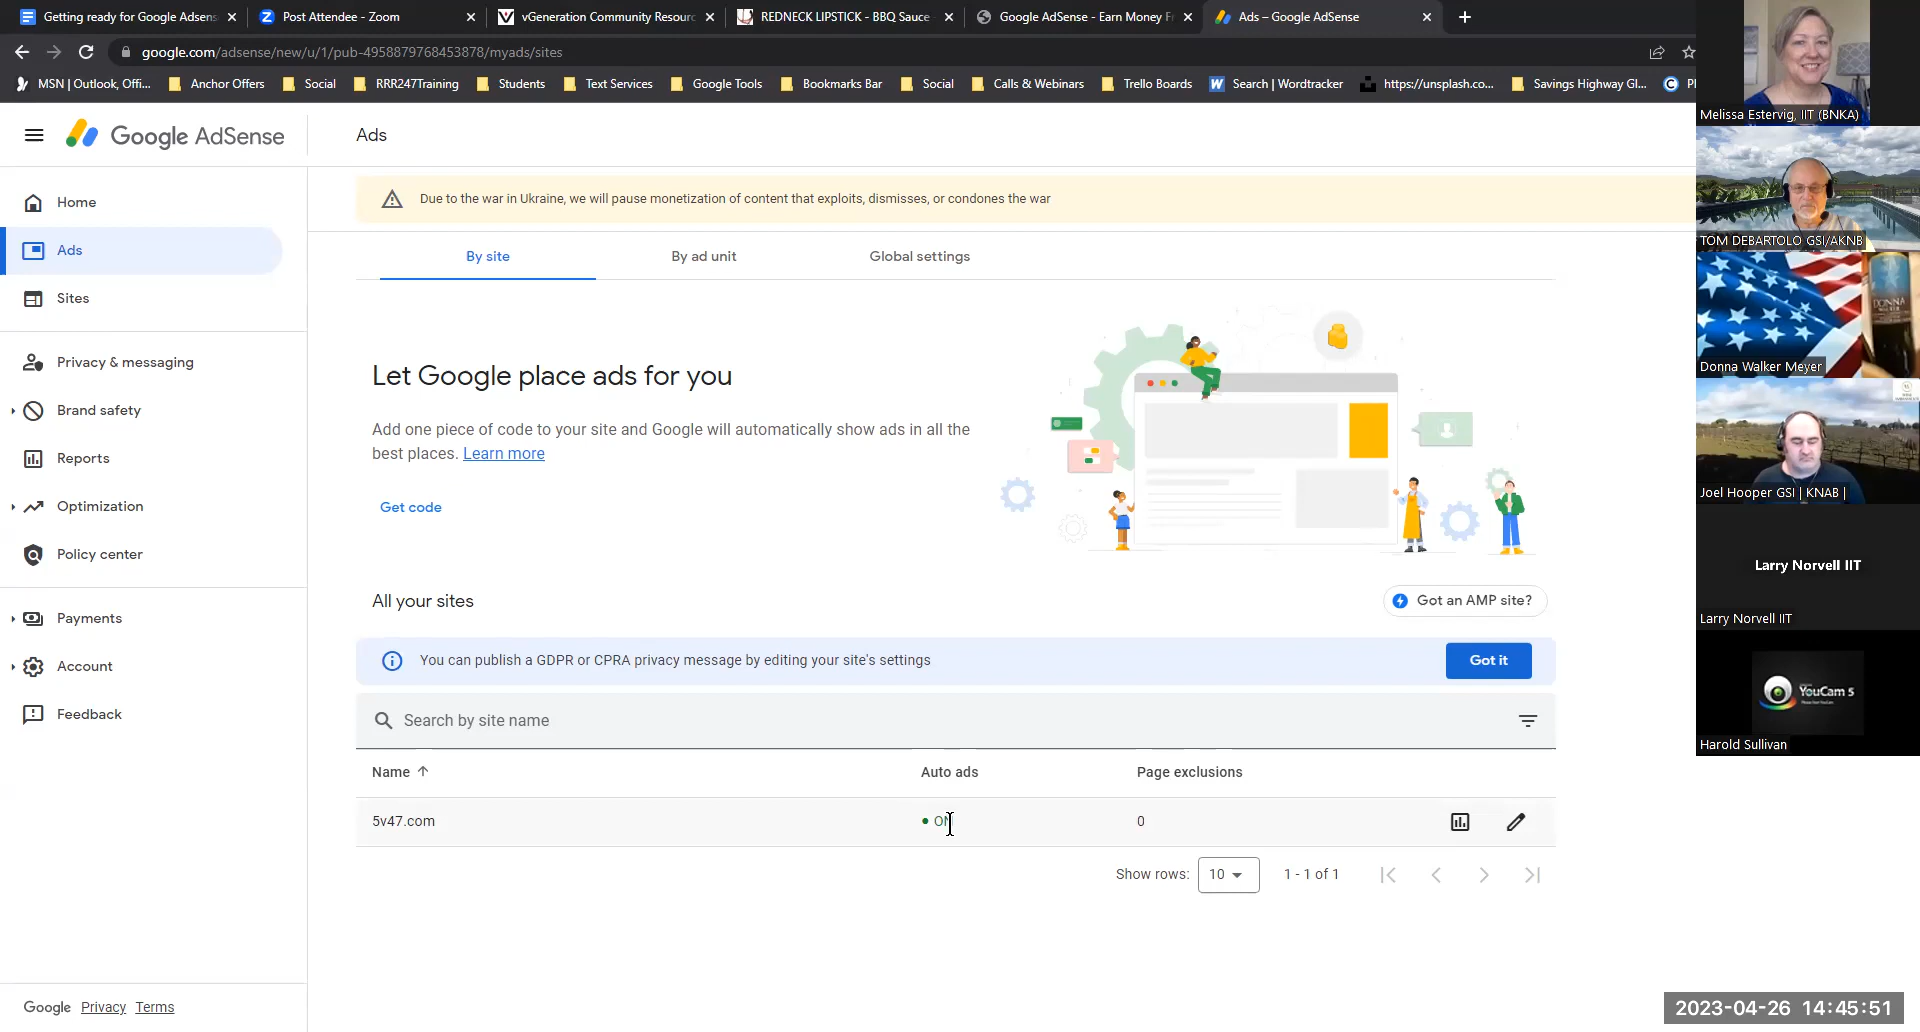 Getting ready for Google Adsens
Post Attendee - Zoom
vGeneration Community Resourc
REDNECK LIPSTICK - BBQ Sauce
Google AdSense - Earn Money F
Ads – Google AdSense
google.com/adsense/new/u/1/pub-4958879768453878/myads/sites
MSN | Outlook, Offi...
Anchor Offers
Social
RRR247Training
Students
Text Services
Google Tools
Bookmarks Bar
Social
Calls & Webinars
Trello Boards
Search | Wordtracker
https://unsplash.co...
Savings Highway Gl...
Google AdSense
Ads
Home
Ads
Sites
Privacy & messaging
Brand safety
Reports
Optimization
Policy center
Payments
Account
Feedback
Google Privacy Terms
Due to the war in Ukraine, we will pause monetization of content that exploits, dismisses, or condones the war
By site
By ad unit
Global settings
Let Google place ads for you
Add one piece of code to your site and Google will automatically show ads in all the
best places. Learn more
Get code
All your sites
Got an AMP site?
You can publish a GDPR or CPRA privacy message by editing your site's settings
Got it
Search by site name
Name
Auto ads
Page exclusions
5v47.com
ON
0
Show rows: 10 1 - 1 of 1
Melissa Estervig, IIT (BNKA)
TOM DEBARTOLO GSI/AKNB
DONNA
Donna Walker Meyer
Joel Hooper GSI | KNAB |
Larry Norvell IIT
Larry Norvell IIT
YouCam 5
Harold Sullivan
2023-04-26 14:45:51